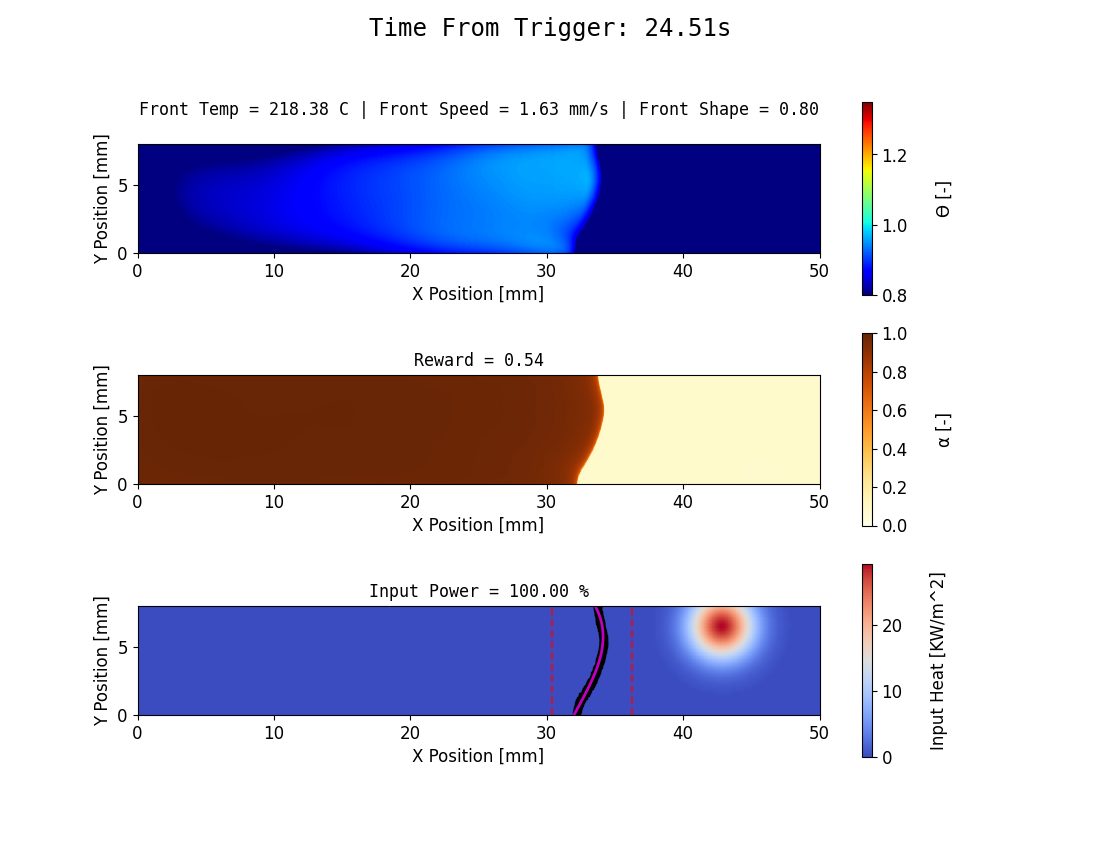 Time From Trigger: 24.51s
Front Temp = 218.38 C | Front Speed = 1.63 mm/s | Front Shape = 0.80
Y Position [mm]
5
0
0 10 20 30 40 50
X Position [mm]
1.2
1.0
0.8
Θ [-]
Reward = 0.54
Y Position [mm]
5
0
0 10 20 30 40 50
X Position [mm]
1.0
0.8
0.6
0.4
0.2
0.0
α [-]
Input Power = 100.00 %
Y Position [mm]
5
0
0 10 20 30 40 50
X Position [mm]
20
10
0
Input Heat [KW/m^2]